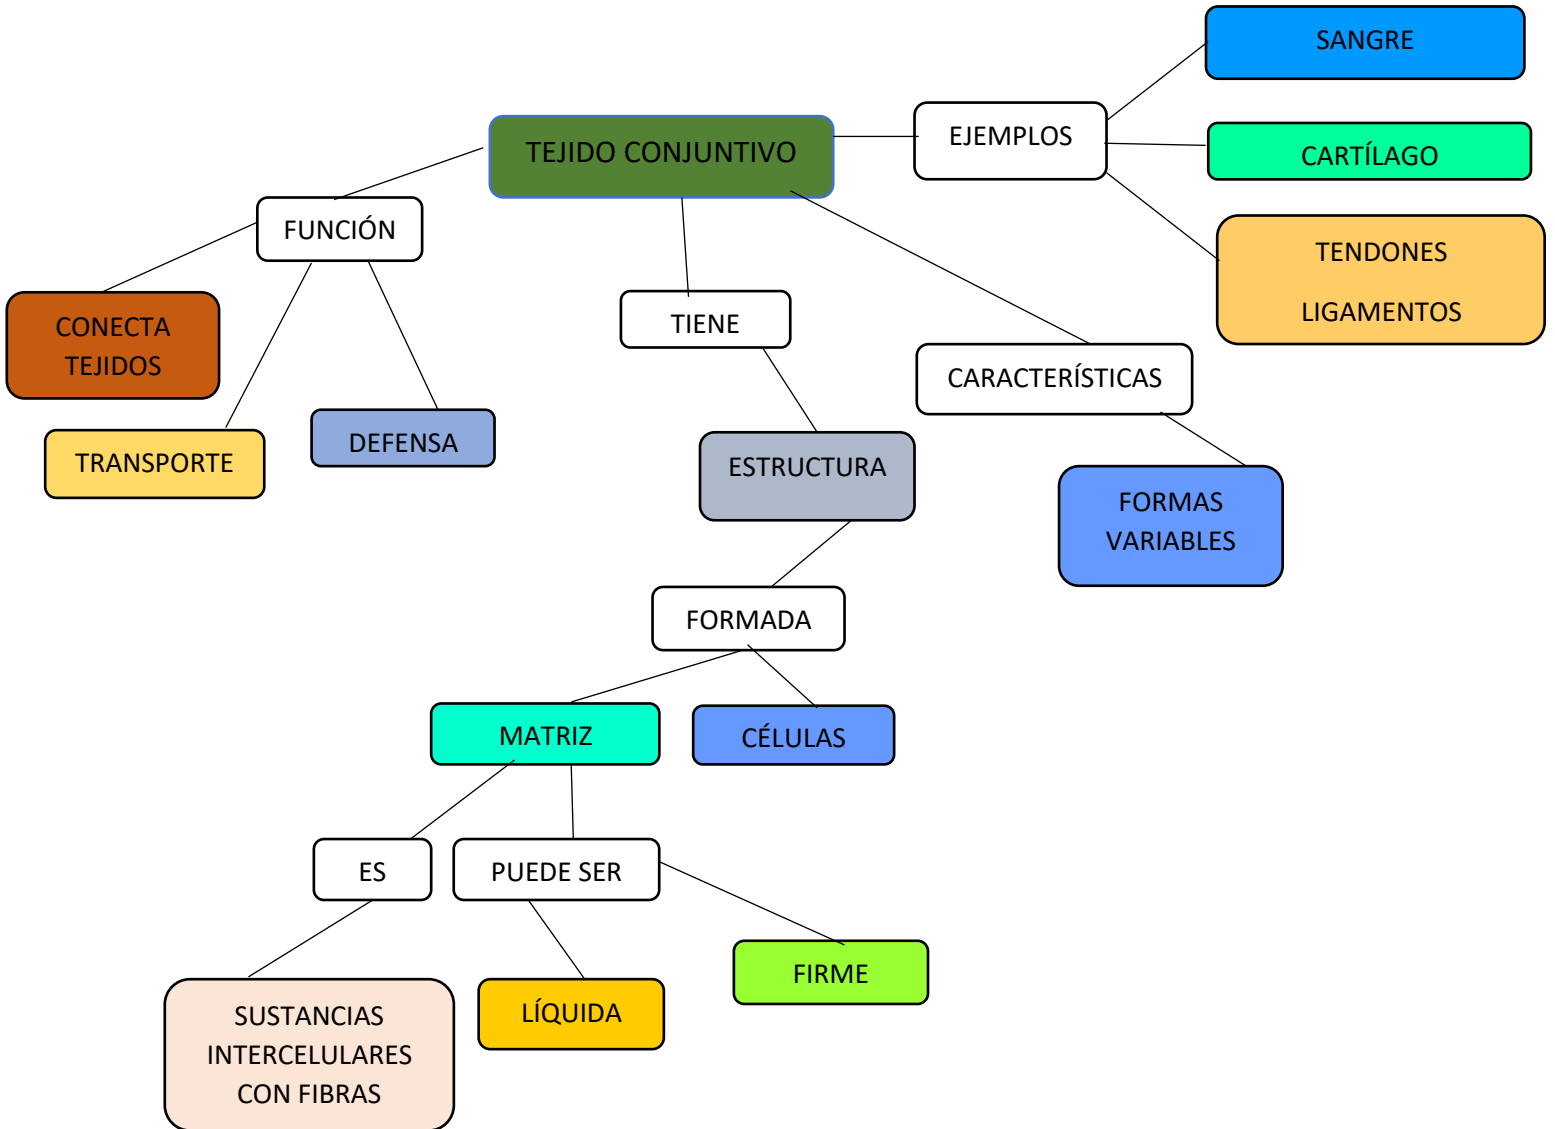 SANGRE
EJEMPLOS
TEJIDO CONJUNTIVO
CARTÍLAGO
FUNCIÓN
TENDONES
LIGAMENTOS
CONECTA
TEJIDOS
TIENE
CARACTERÍSTICAS
TRANSPORTE
DEFENSA
ESTRUCTURA
FORMAS
VARIABLES
FORMADA
MATRIZ
CÉLULAS
ES
PUEDE SER
FIRME
SUSTANCIAS
INTERCELULARES
CON FIBRAS
LÍQUIDA